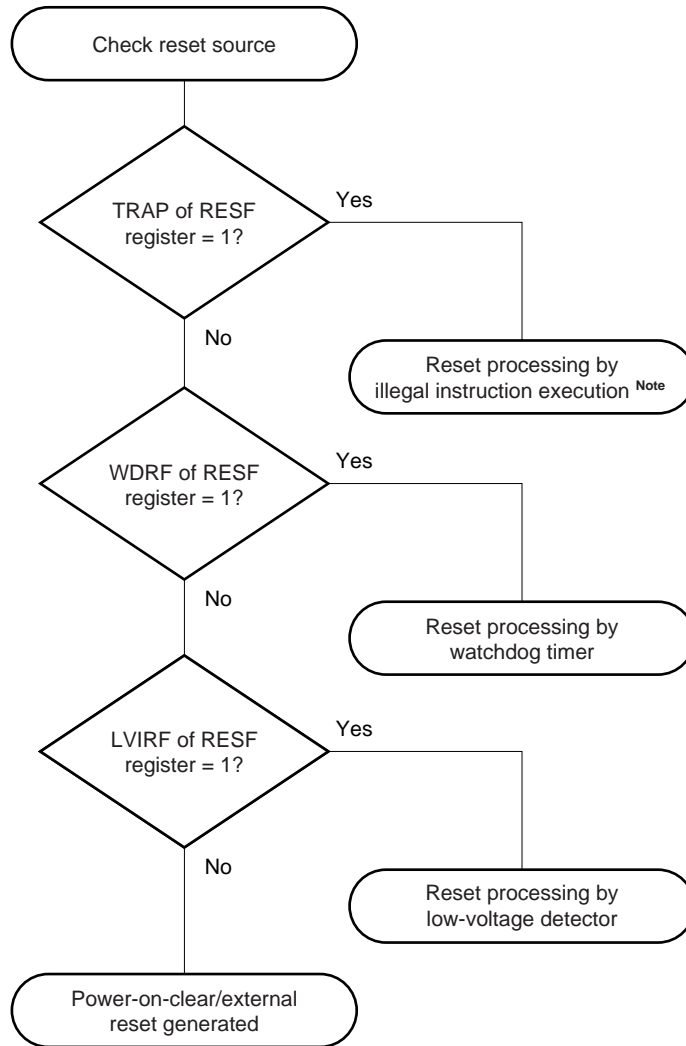 Check reset source
TRAP of RESF
register = 1?
Yes
No
Reset processing by
illegal instruction execution Note
WDRF of RESF
register = 1?
Yes
No
Reset processing by
watchdog timer
LVIRF of RESF
register = 1?
Yes
No
Reset processing by
low-voltage detector
Power-on-clear/external
reset generated